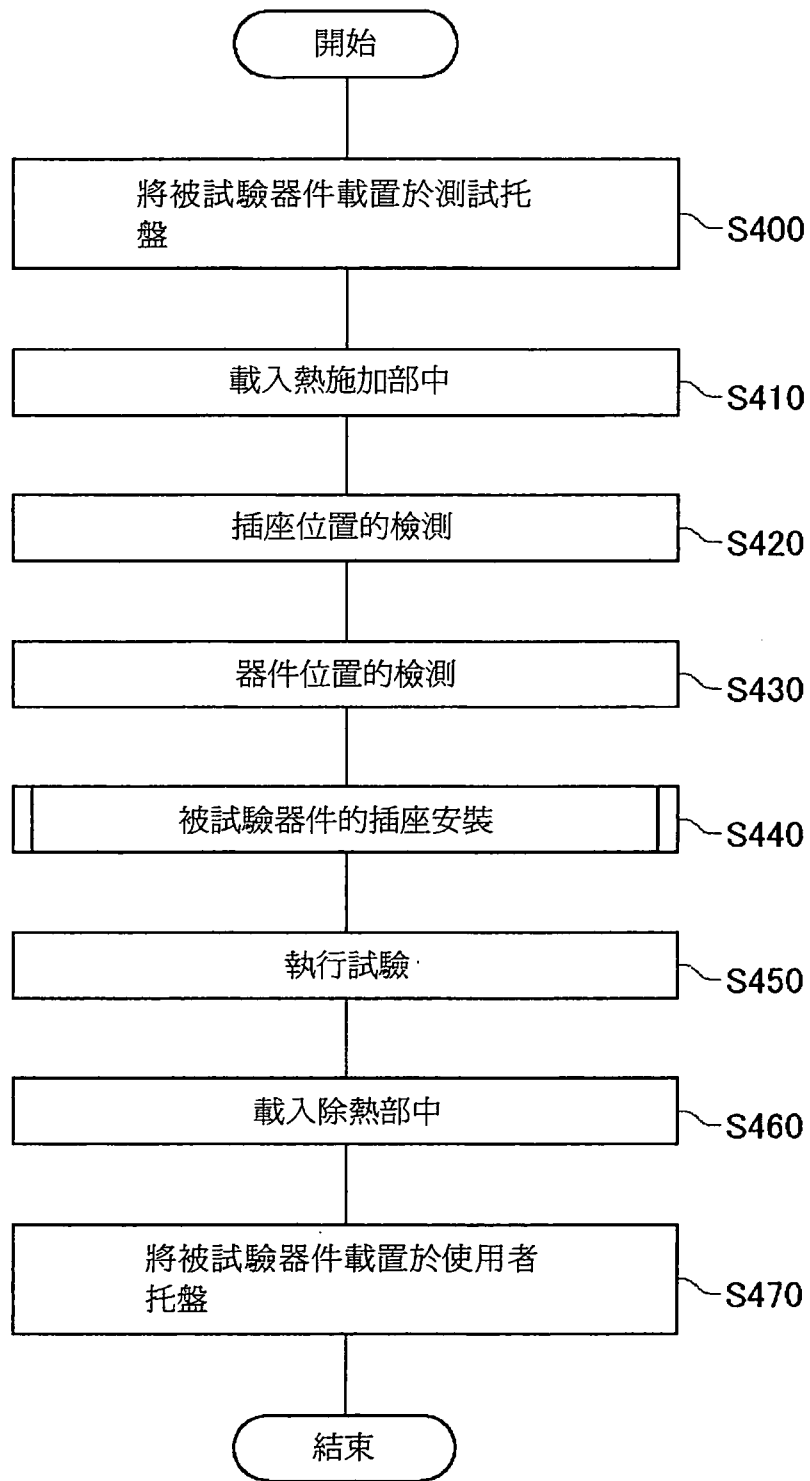 開始
將被試驗器件載置於測試托
盤
S400
載入熱施加部中
S410
插座位置的檢測
S420
器件位置的檢測
S430
被試驗器件的插座安裝
S440
執行試驗
S450
載入除熱部中
S460
將被試驗器件載置於使用者
托盤
S470
結束